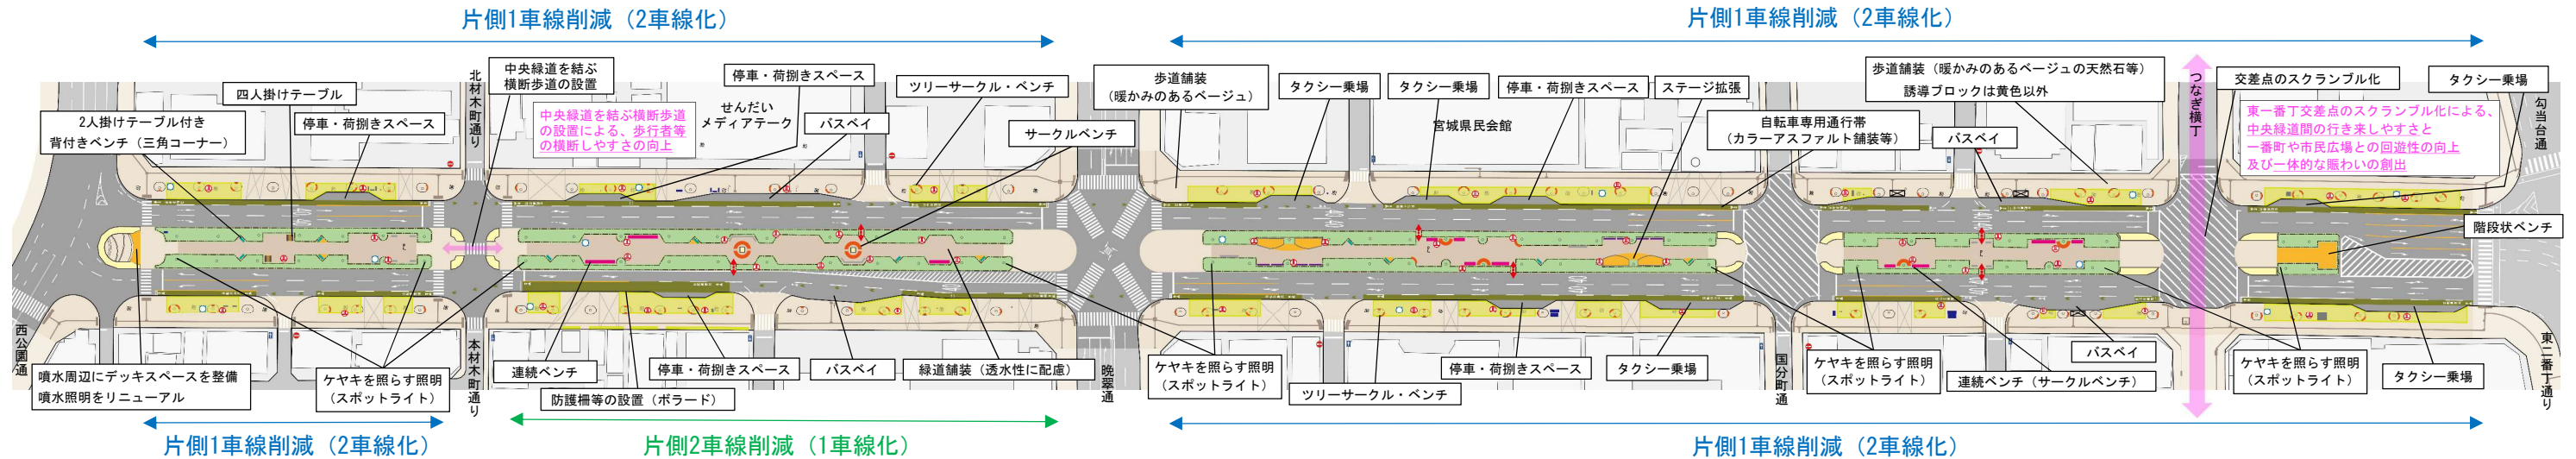 片側1車線削減（2車線化）
片側1車線削減（2車線化）
北材木町通り
中央緑道を結ぶ
横断歩道の設置
四人掛けテーブル
2人掛けテーブル付き
背付きベンチ（三角コーナー）
停車・荷捌きスペース
中央緑道を結ぶ横断歩道
の設置による、歩行者等
の横断しやすさの向上
停車・荷捌きスペース
せんだい
メディアテーク
バスベイ
ツリーサークル・ベンチ
サークルベンチ
歩道舗装
（暖かみのあるベージュ）
タクシー乗場
タクシー乗場
停車・荷捌きスペース
ステージ拡張
宮城県民会館
自転車専用通行帯
（カラーアスファルト舗装等）
歩道舗装（暖かみのあるベージュの天然石等）
誘導ブロックは黄色以外
バスベイ
つなぎ横丁
交差点のスクランブル化
タクシー乗場
東一番丁交差点のスクランブル化による、
中央緑道間の行き来しやすさと
一番町や市民広場との回遊性の向上
及び一体的な賑わいの創出
勾当台通
階段状ベンチ
西公園通
噴水周辺にデッキスペースを整備
噴水照明をリニューアル
ケヤキを照らす照明
（スポットライト）
本材木町通り
連続ベンチ
防護柵等の設置（ボラード）
停車・荷捌きスペース
バスベイ
緑道舗装（透水性に配慮）
晩翠通
ケヤキを照らす照明
（スポットライト）
ツリーサークル・ベンチ
停車・荷捌きスペース
タクシー乗場
国分町通
ケヤキを照らす照明
（スポットライト）
連続ベンチ（サークルベンチ）
バスベイ
ケヤキを照らす照明
（スポットライト）
タクシー乗場
東二番丁通り
片側1車線削減（2車線化）
片側2車線削減（1車線化）
片側1車線削減（2車線化）